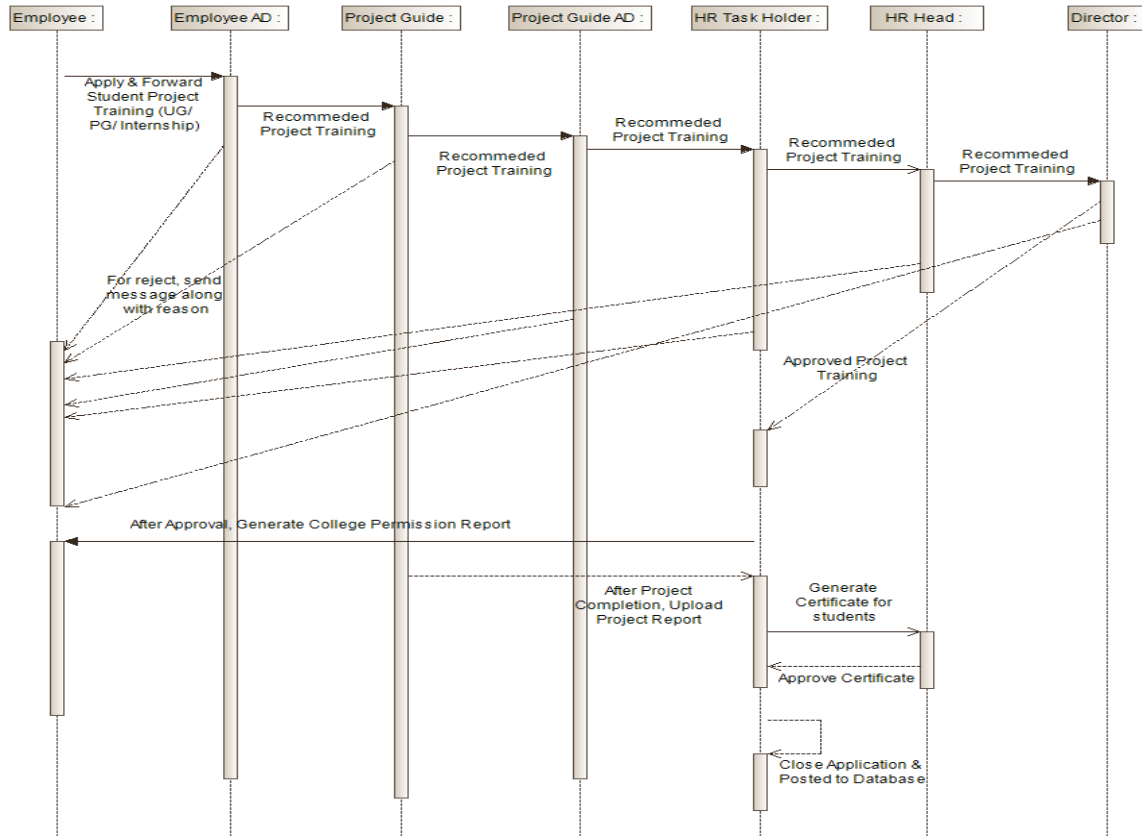 Employee :
Employee AD :
Project Guide :
Project Guide AD :
HR Task Holder :
HR Head :
Director :
Apply & Forward
Student Project
Training (UG/
PG/ Internship)
Recommeded
Project Training
Recommeded
Project Training
Recommeded
Project Training
Recommeded
Project Training
Recommeded
Project Training
For reject, send
message along
with reason
Approved Project
Training
After Approval, Generate College Permission Report
After Project
Completion, Upload
Project Report
Generate
Certificate for
students
Approve Certificate
Close Application &
Posted to Database